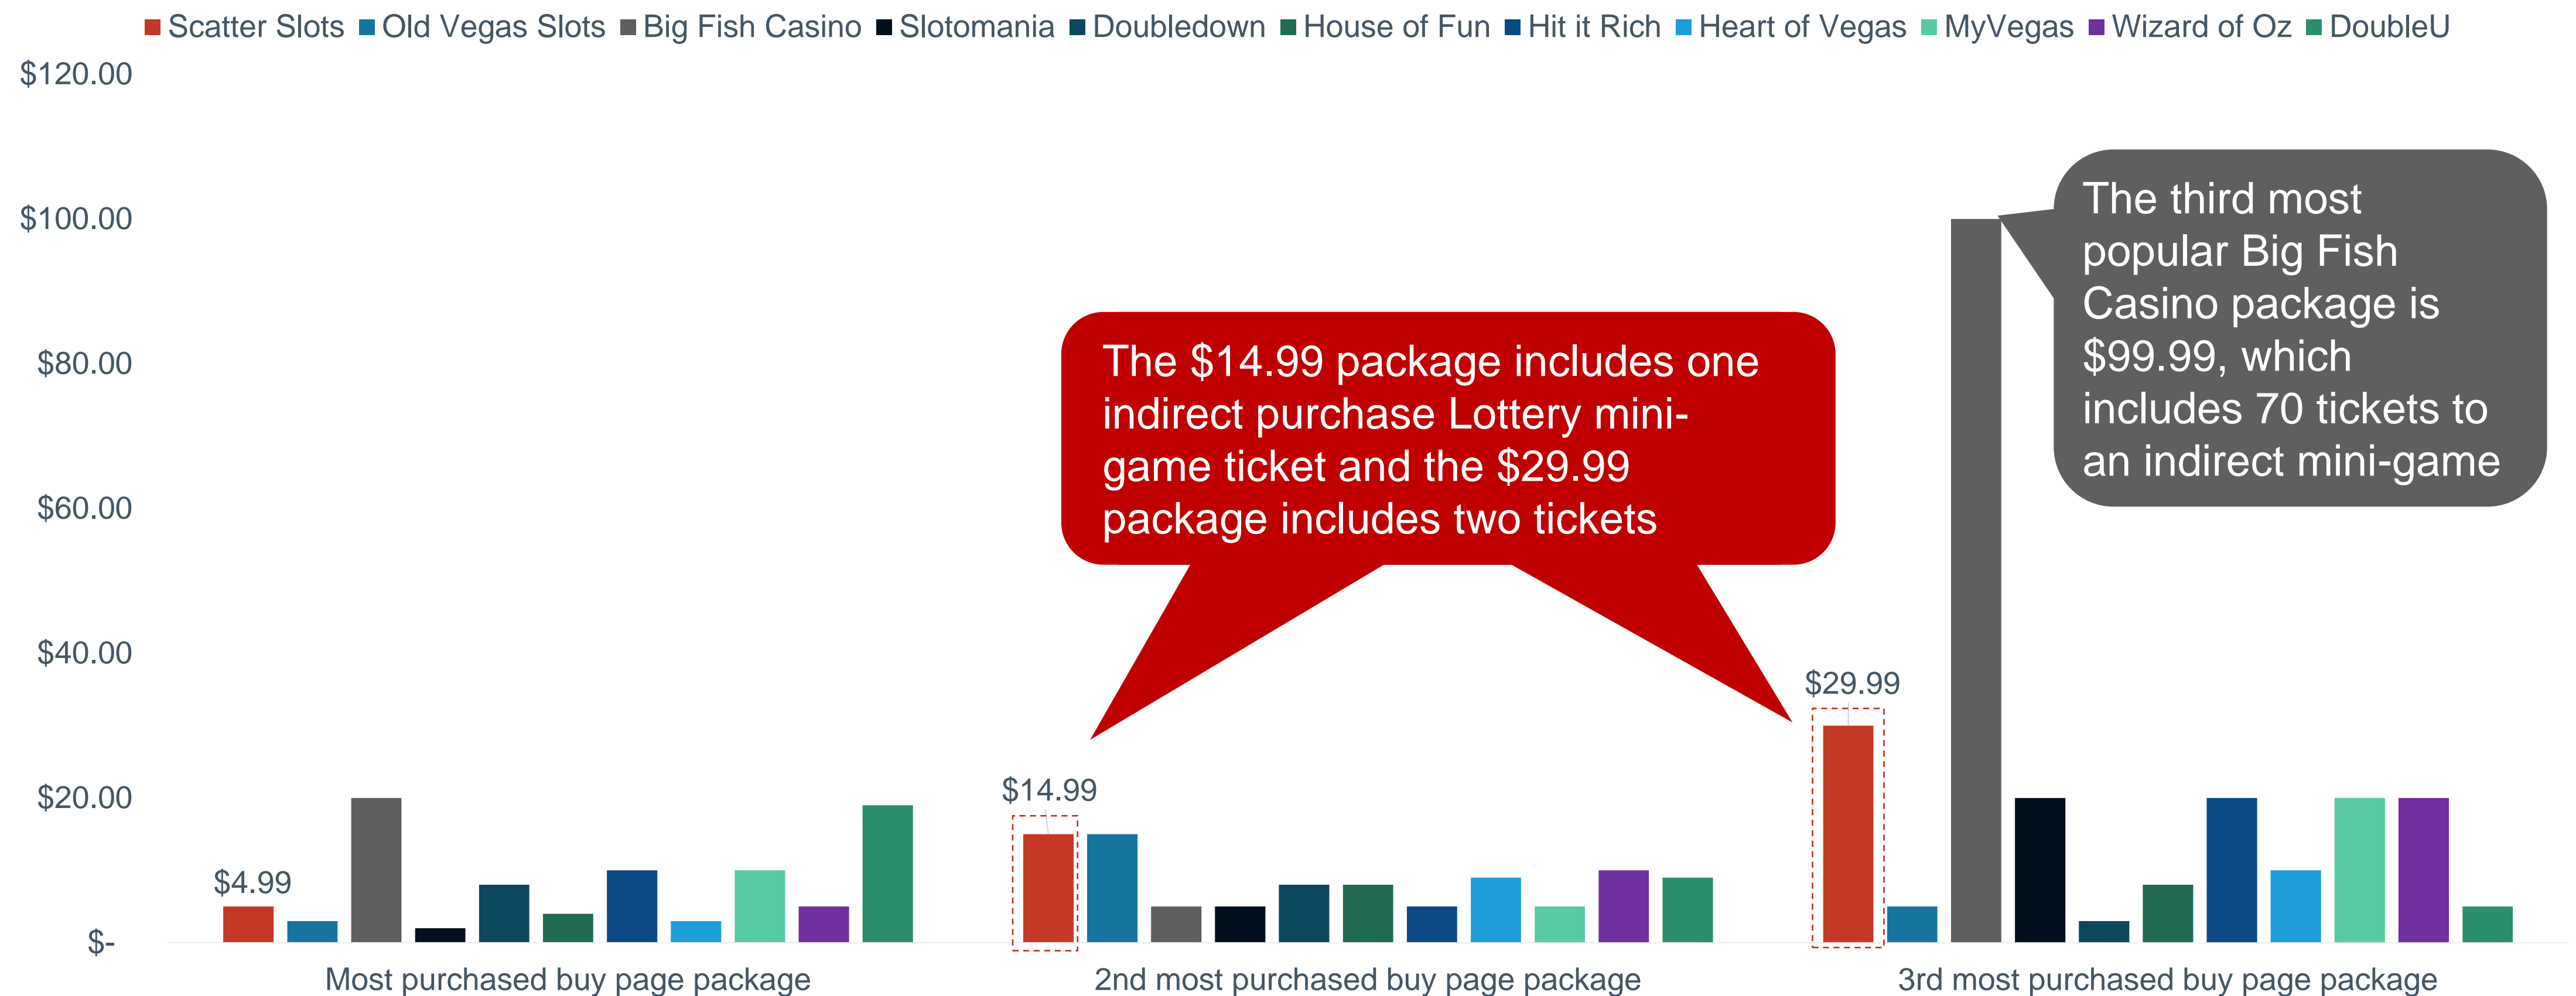 Scatter Slots Old Vegas Slots Big Fish Casino Slotomania Doubledown House of Fun Hit it Rich Heart of Vegas MyVegas Wizard of Oz DoubleU
$120.00
$100.00
$80.00
$60.00
$40.00
$20.00
$-
The third most
popular Big Fish
Casino package is
$99.99, which
includes 70 tickets to
an indirect mini-game
The $14.99 package includes one
indirect purchase Lottery mini-
game ticket and the $29.99
package includes two tickets
$4.99
$14.99
$29.99
Most purchased buy page package
2nd most purchased buy page package
3rd most purchased buy page package